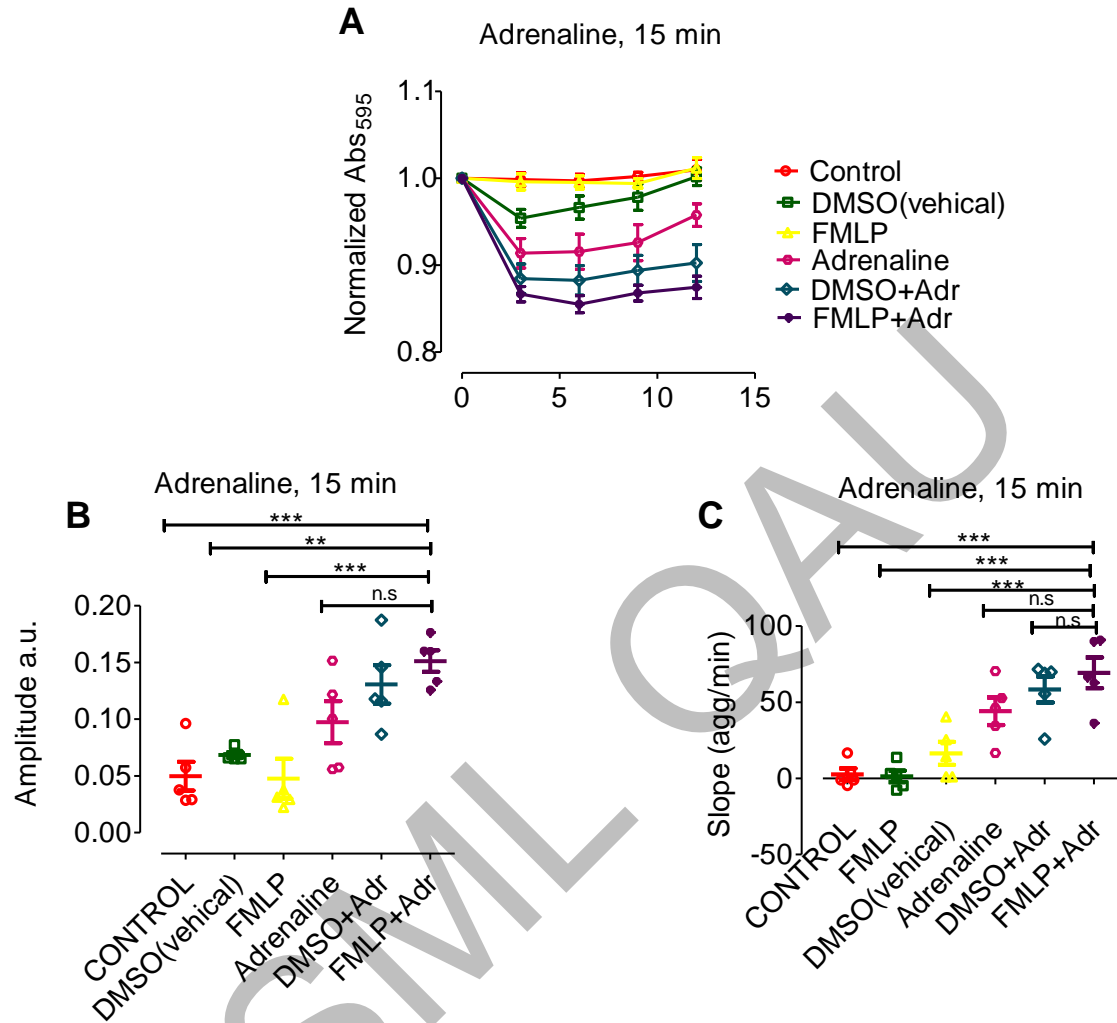 A
Adrenaline, 15 min
Normalized Abs595
1.1
1.0
0.9
0.8
0
5
10
15
Control
DMSO(vehical)
FMLP
Adrenaline
DMSO+Adr
FMLP+Adr
B
Adrenaline, 15 min
***
**
***
n.s
Amplitude a.u.
0.20
0.15
0.10
0.05
0.00
CONTROL
DMSO(vehical)
FMLP
Adrenaline
DMSO+Adr
FMLP+Adr
C
Adrenaline, 15 min
***
***
***
n.s
n.s
Slope (agg/min)
100
50
0
-50
CONTROL
FMLP
DMSO(vehical)
Adrenaline
DMSO+Adr
FMLP+Adr
SML QAU